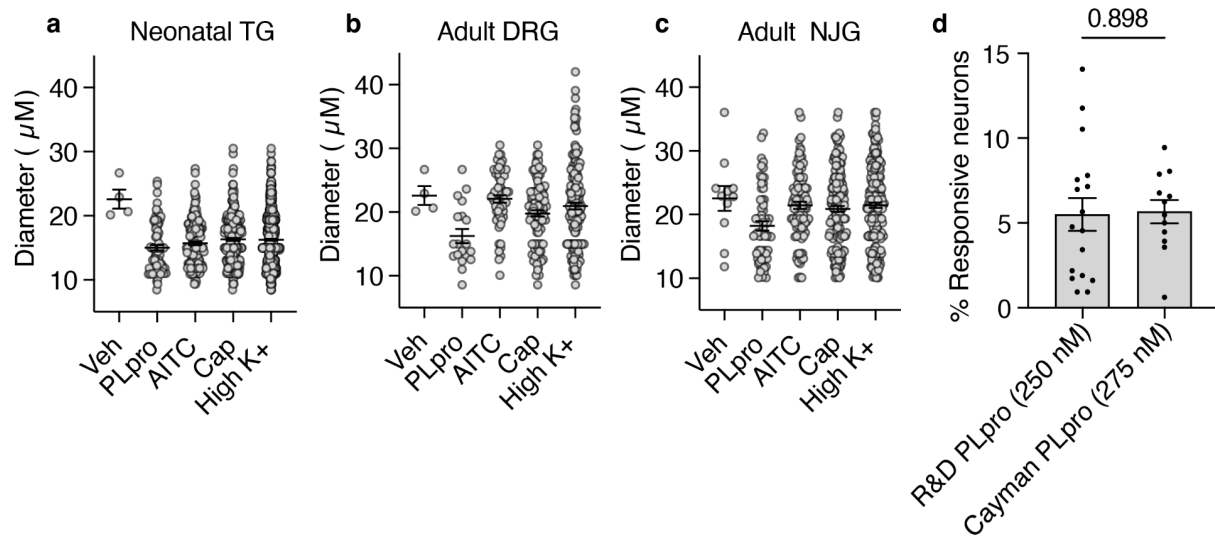 a
Neonatal TG
Diameter ( µM)
40
30
20
10
Veh
PLpro
AITC
Cap
High K+
b
Adult DRG
Diameter ( µM)
40
30
20
10
Veh
PLpro
AITC
Cap
High K+
c
Adult NJG
Diameter ( µM)
40
30
20
10
Veh
PLpro
AITC
Cap
High K+
d
0.898
% Responsive neurons
15
10
5
0
R&D PLpro (250 nM)
Cayman PLpro (275 nM)